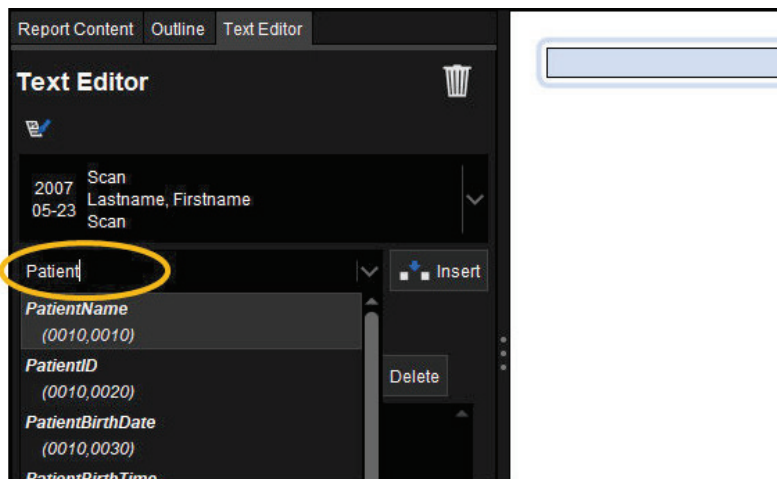 Report Content Outline Text Editor
Text Editor
2007
05-23
Scan
Lastname, Firstname
Scan
Patient
Insert
PatientName
(0010,0010)
PatientID
(0010,0020)
Delete
PatientBirthDate
(0010,0030)
PatientBirthTime